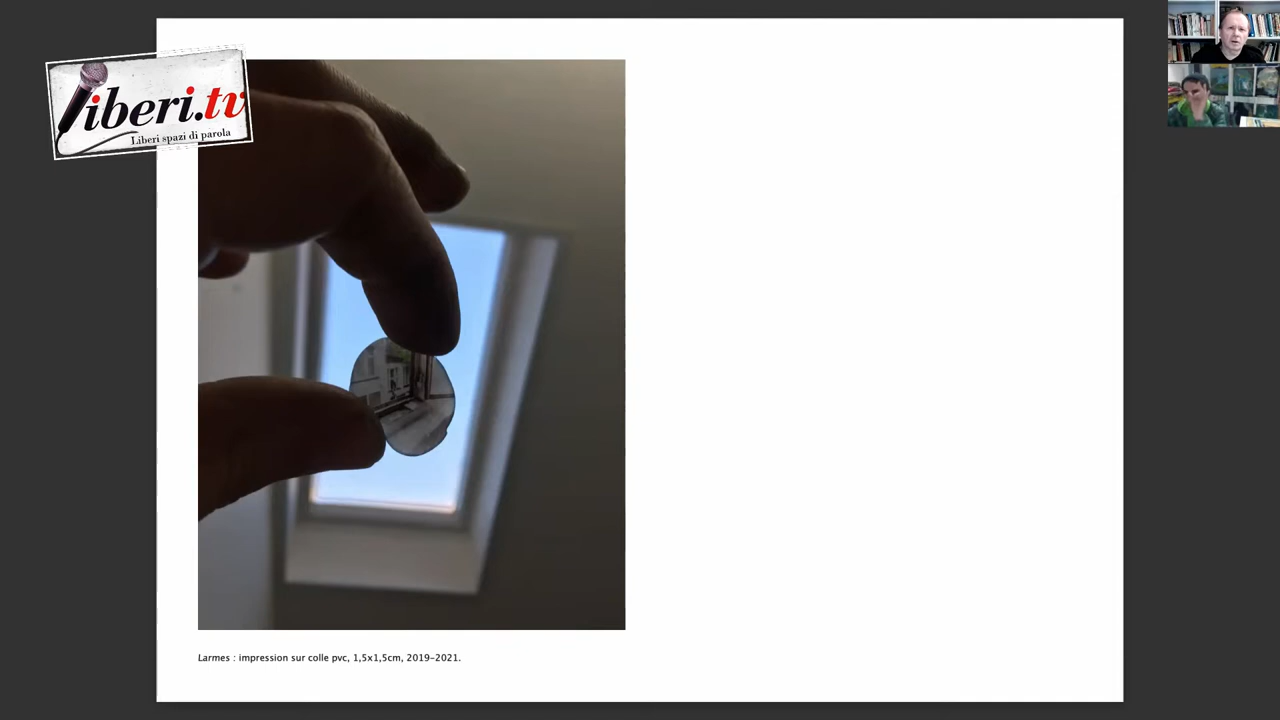 Liberi.tv
Liberi spazi di parola
Larmes : impression sur colle pvc, 1,5x1,5cm, 2019-2021.